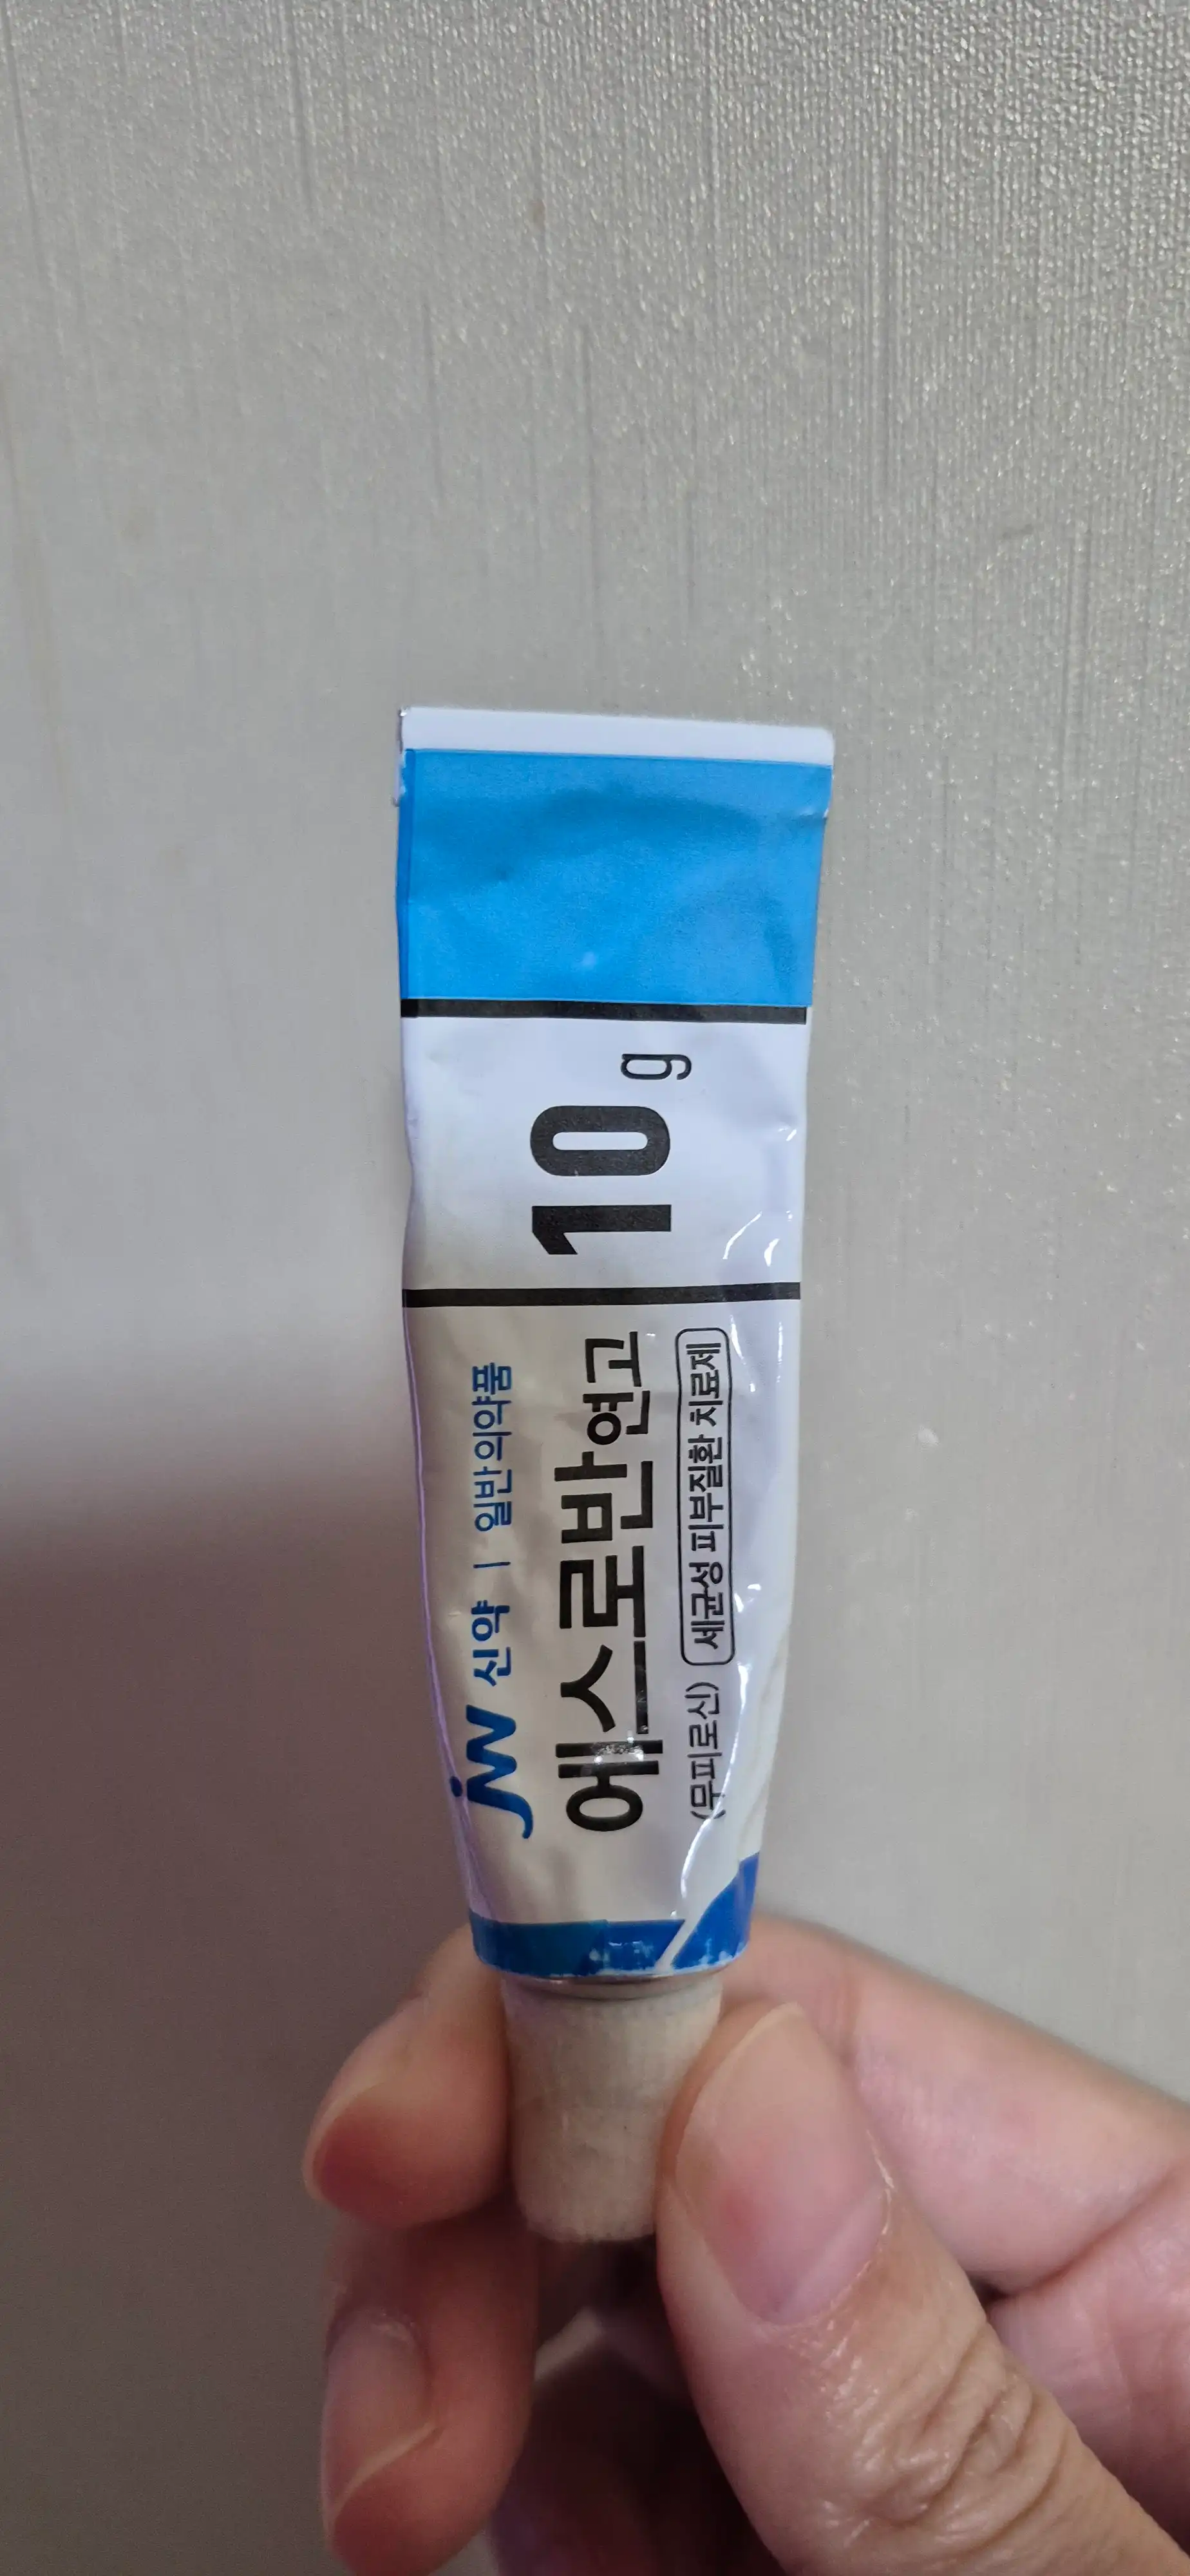 jw 신약 | 일반의약품
에스로반연고
(무피로신) 세균성 피부질환 치료제
10 g